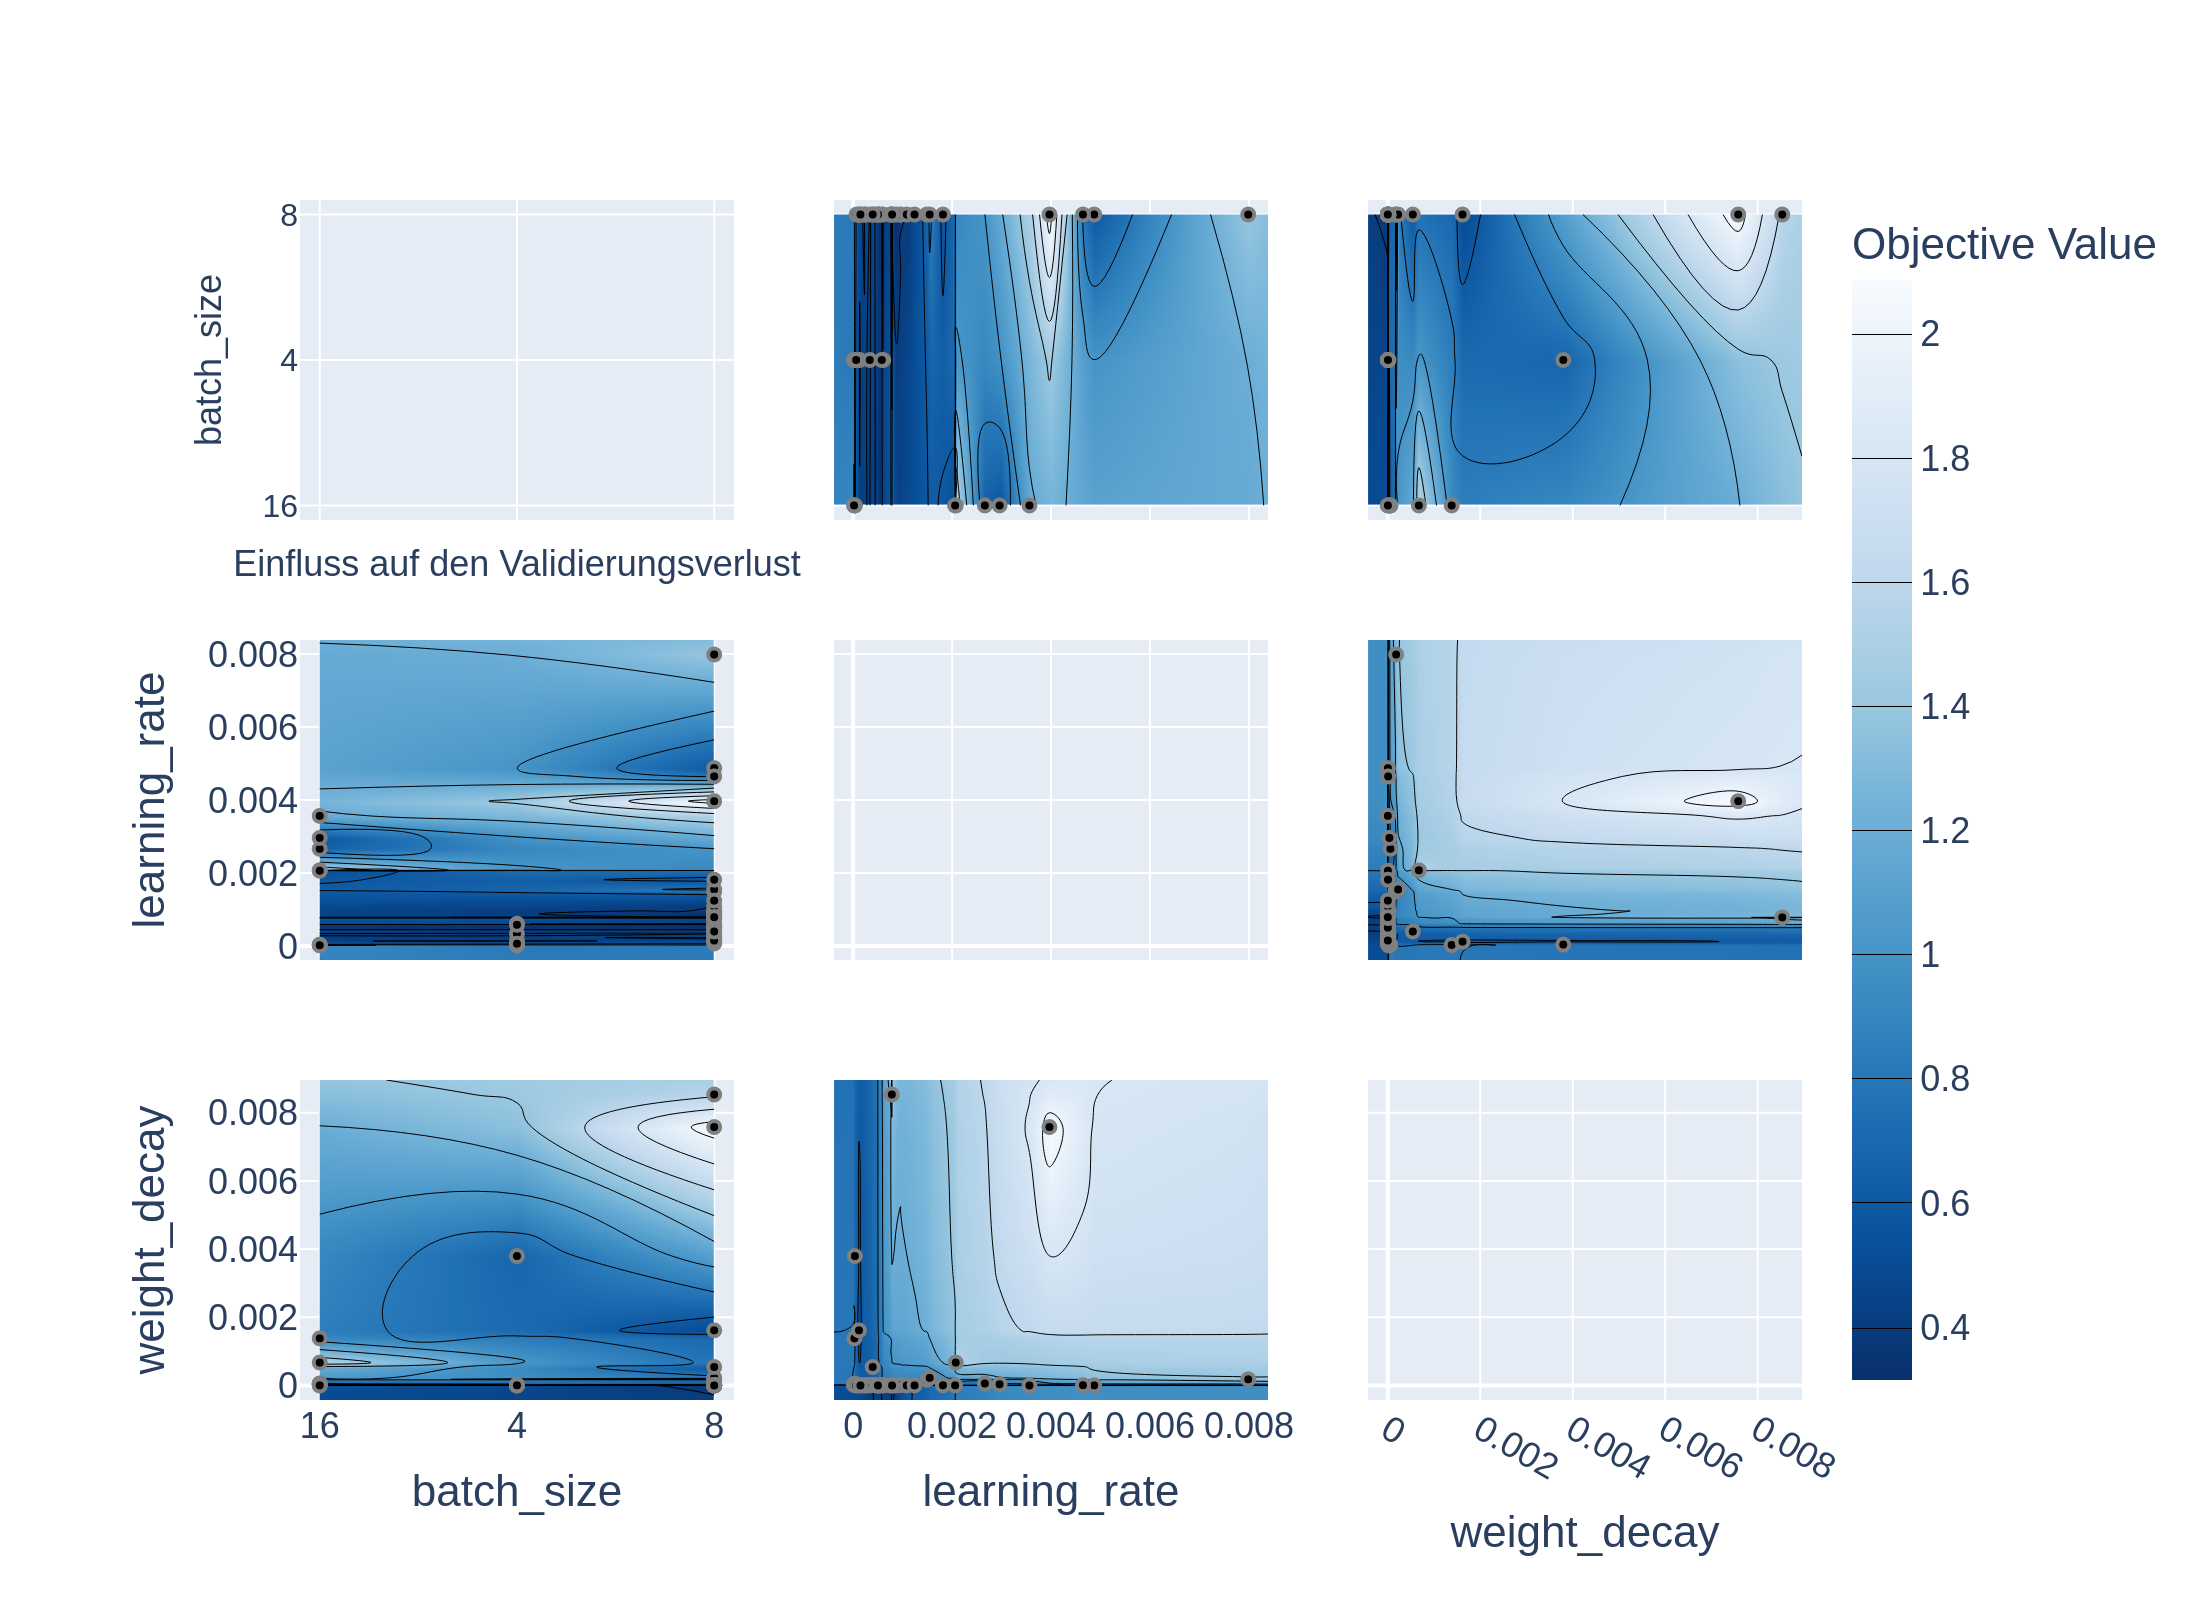 8
4
16
batch_size
Einfluss auf den Validierungsverlust
Objective Value
2
1.8
1.6
1.4
1.2
1
0.8
0.6
0.4
0.008
0.006
0.004
0.002
0
learning_rate
0.008
0.006
0.004
0.002
0
weight_decay
16 4 8
batch_size
0 0.002 0.004 0.006 0.008
learning_rate
0 0.002 0.004 0.006 0.008
weight_decay